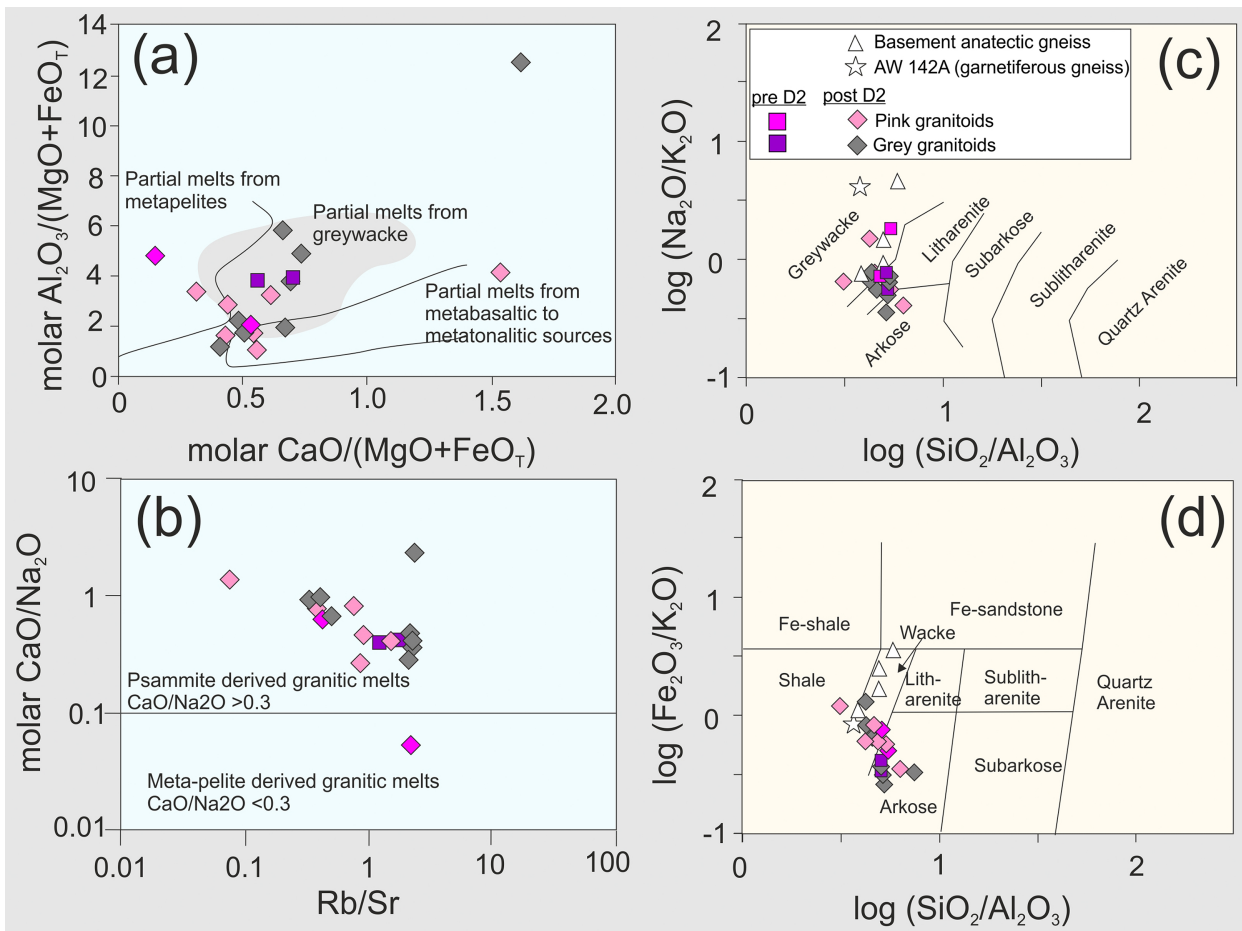 (a)
14
12
10
8
6
4
2
0
molar Al₂O₃/(MgO+FeO_T)
Partial melts from
metapelites
Partial melts from
greywacke
Partial melts from
metabasaltic to
metatonalitic sources
0
0.5
1.0
1.5
2.0
molar CaO/(MgO+FeO_T)
(b)
10
1
0.1
0.01
molar CaO/Na₂O
Psammite derived granitic melts
CaO/Na2O >0.3
Meta-pelite derived granitic melts
CaO/Na2O <0.3
0.01
0.1
1
10
100
Rb/Sr
(c)
2
1
0
-1
log (Na₂O/K₂O)
Basement anatectic gneiss
AW 142A (garnetiferous gneiss)
pre D2
post D2
Pink granitoids
Grey granitoids
Greywacke
Litharenite
Subarkose
Sublitharenite
Quartz Arenite
Arkose
0
1
2
log (SiO₂/Al₂O₃)
(d)
2
1
0
-1
log (Fe₂O₃/K₂O)
Fe-shale
Fe-sandstone
Wacke
Shale
Lith-
arenite
Sublith-
arenite
Quartz
Arenite
Subarkose
Arkose
0
1
2
log (SiO₂/Al₂O₃)